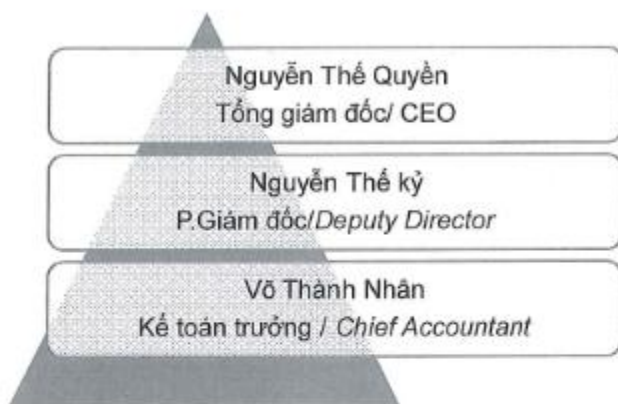 Nguyễn Thế Quyền
Tổng giám đốc/ CEO
Nguyễn Thế kỷ
P.Giám đốc/Deputy Director
Võ Thành Nhân
Kế toán trưởng / Chief Accountant